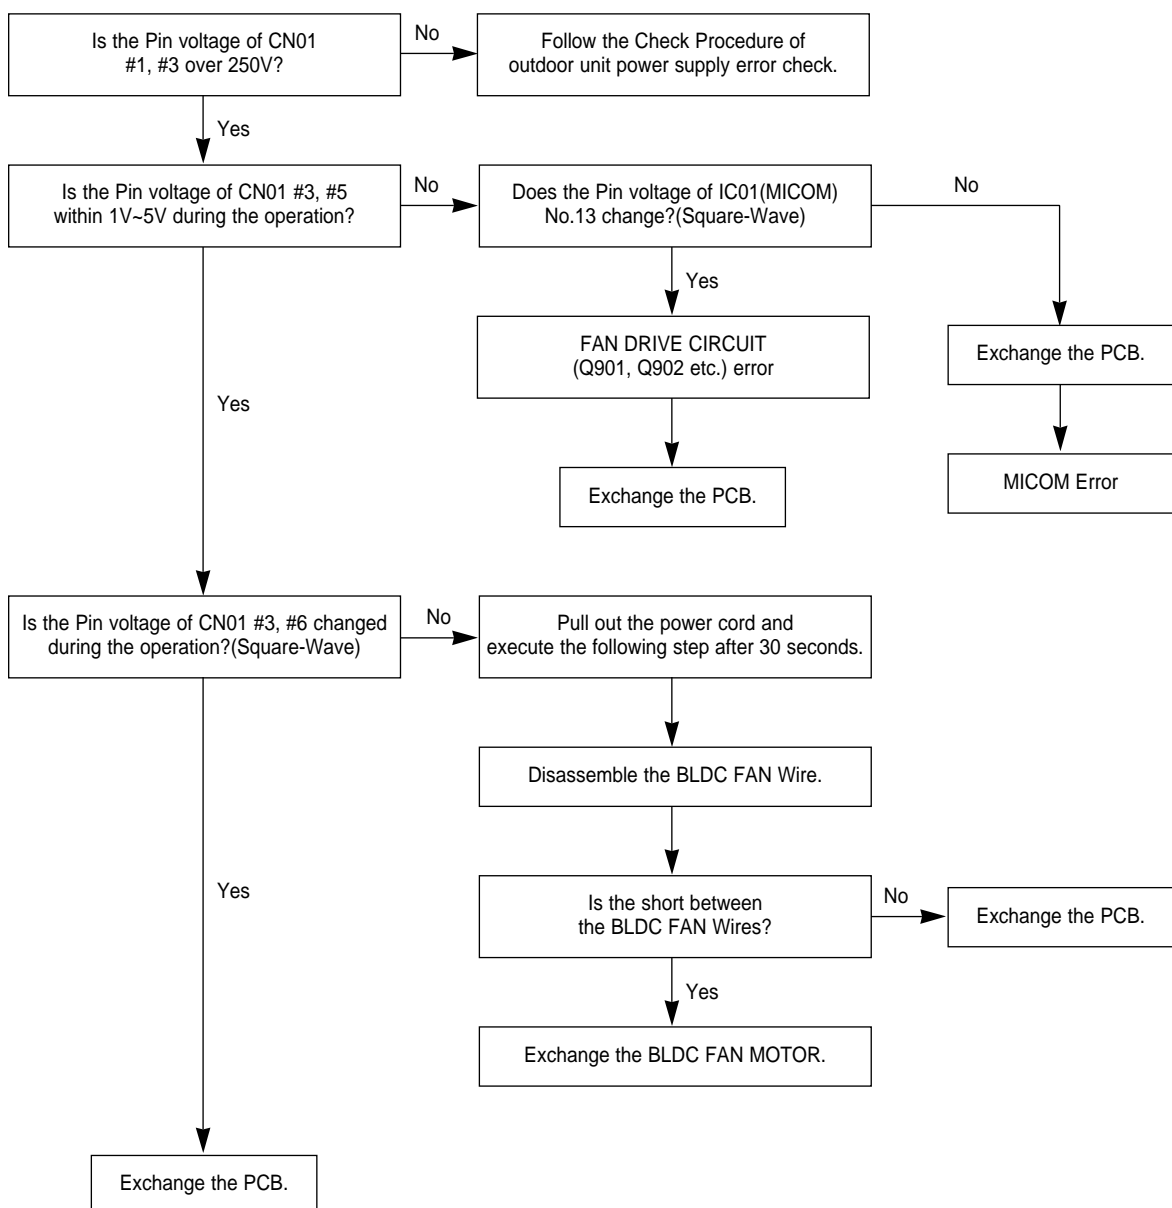 Is the Pin voltage of CN01
#1, #3 over 250V?
No
Follow the Check Procedure of
outdoor unit power supply error check.
Yes
Is the Pin voltage of CN01 #3, #5
within 1V~5V during the operation?
No
Does the Pin voltage of IC01(MICOM)
No.13 change?(Square-Wave)
No
Yes
FAN DRIVE CIRCUIT
(Q901, Q902 etc.) error
Exchange the PCB.
Exchange the PCB.
MICOM Error
Yes
Is the Pin voltage of CN01 #3, #6 changed
during the operation?(Square-Wave)
No
Pull out the power cord and
execute the following step after 30 seconds.
Disassemble the BLDC FAN Wire.
Is the short between
the BLDC FAN Wires?
No
Exchange the PCB.
Yes
Exchange the BLDC FAN MOTOR.
Yes
Exchange the PCB.